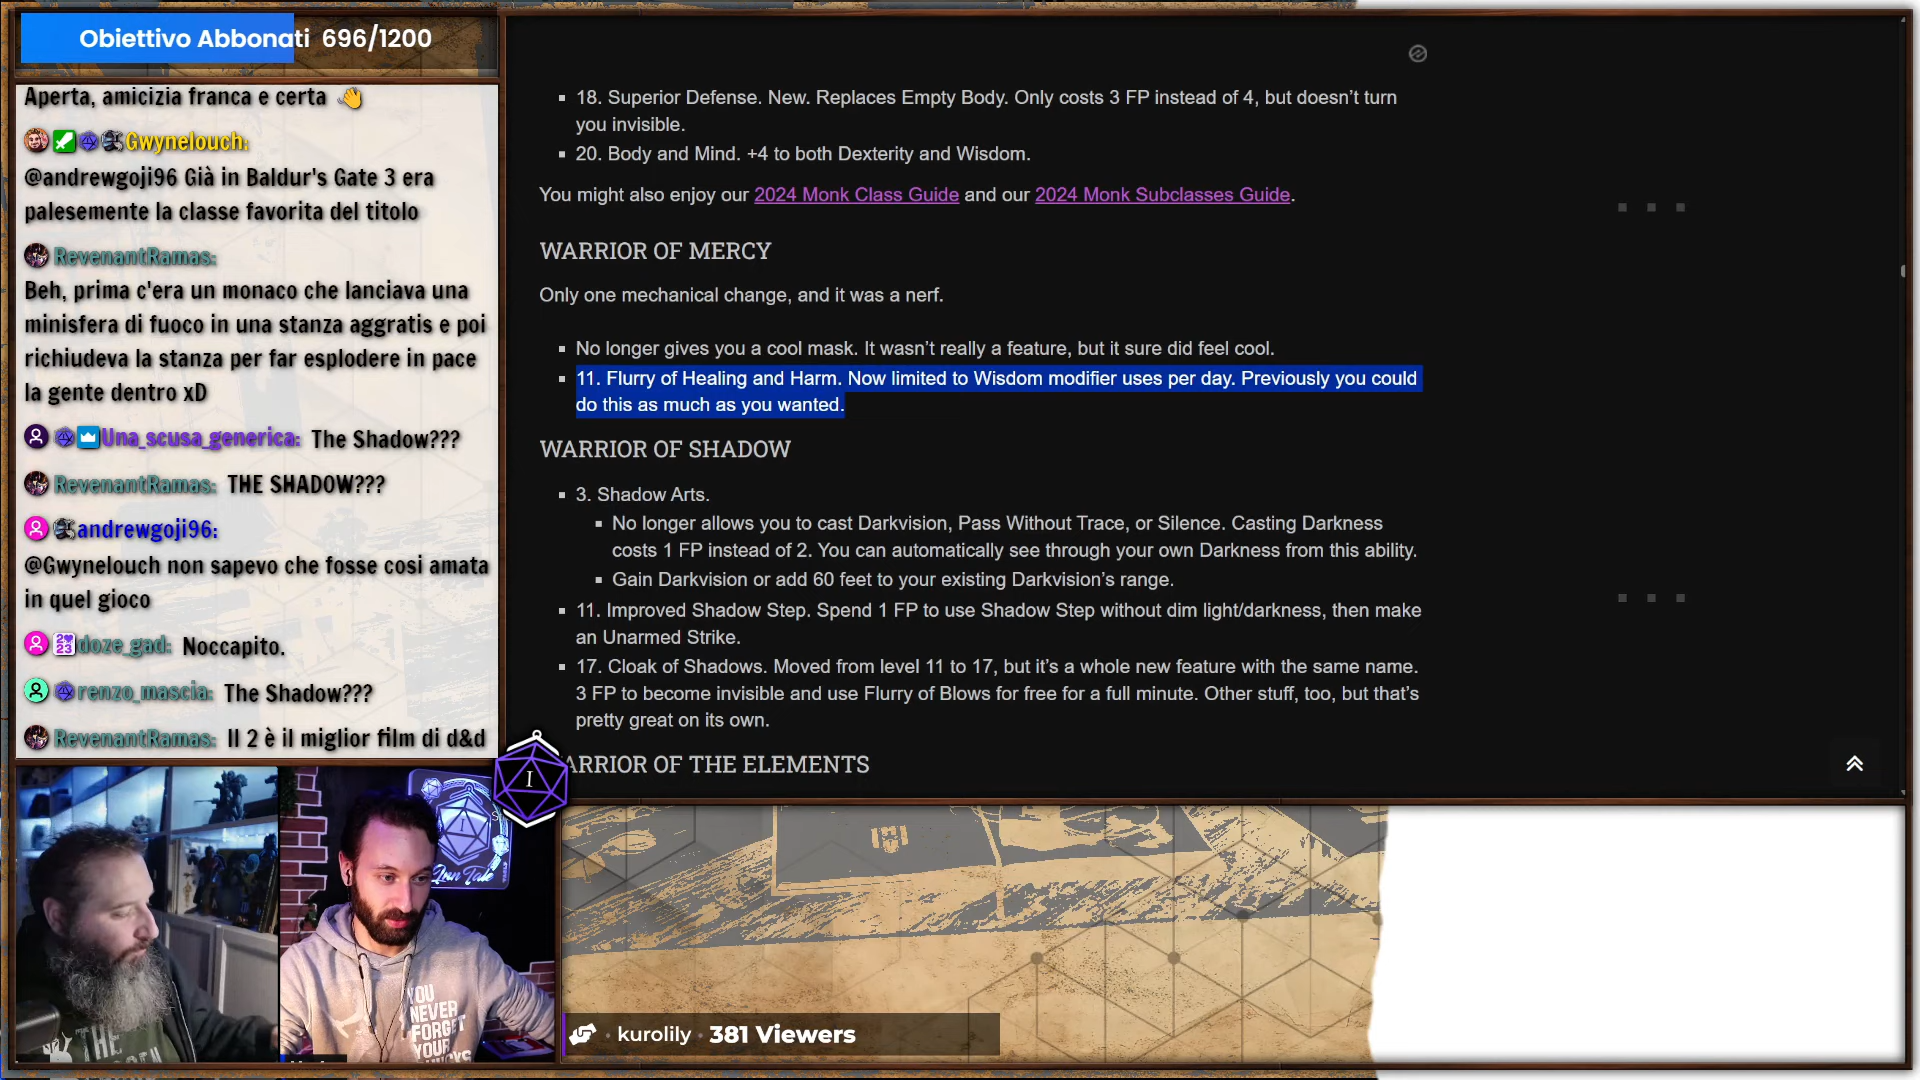 Obiettivo Abbonati 696/1200
Aperta, amicizia franca e certa 👋
Gwynelouch:
@andrewgoji96 Già in Baldur's Gate 3 era
palesemente la classe favorita del titolo
RevenantRamas:
Beh, prima c'era un monaco che lanciava una
minisfera di fuoco in una stanza aggratis e poi
richiudeva la stanza per far esplodere in pace
la gente dentro xD
Una_scusa_generica: The Shadow???
RevenantRamas: THE SHADOW???
andrewgoji96:
@Gwynelouch non sapevo che fosse cosi amata
in quel gioco
doze_gad: Noccapito.
renzo_mascia: The Shadow???
RevenantRamas: Il 2 è il miglior film di d&d
18. Superior Defense. New. Replaces Empty Body. Only costs 3 FP instead of 4, but doesn't turn
you invisible.
20. Body and Mind. +4 to both Dexterity and Wisdom.
You might also enjoy our 2024 Monk Class Guide and our 2024 Monk Subclasses Guide.
WARRIOR OF MERCY
Only one mechanical change, and it was a nerf.
No longer gives you a cool mask. It wasn't really a feature, but it sure did feel cool.
11. Flurry of Healing and Harm. Now limited to Wisdom modifier uses per day. Previously you could
do this as much as you wanted.
WARRIOR OF SHADOW
3. Shadow Arts.
No longer allows you to cast Darkvision, Pass Without Trace, or Silence. Casting Darkness
costs 1 FP instead of 2. You can automatically see through your own Darkness from this ability.
Gain Darkvision or add 60 feet to your existing Darkvision's range.
11. Improved Shadow Step. Spend 1 FP to use Shadow Step without dim light/darkness, then make
an Unarmed Strike.
17. Cloak of Shadows. Moved from level 11 to 17, but it's a whole new feature with the same name.
3 FP to become invisible and use Flurry of Blows for free for a full minute. Other stuff, too, but that's
pretty great on its own.
ARRIOR OF THE ELEMENTS
I
Inn Tale
YOU
NEVER
FORGET
YOUR
THE
· kurolily · 381 Viewers